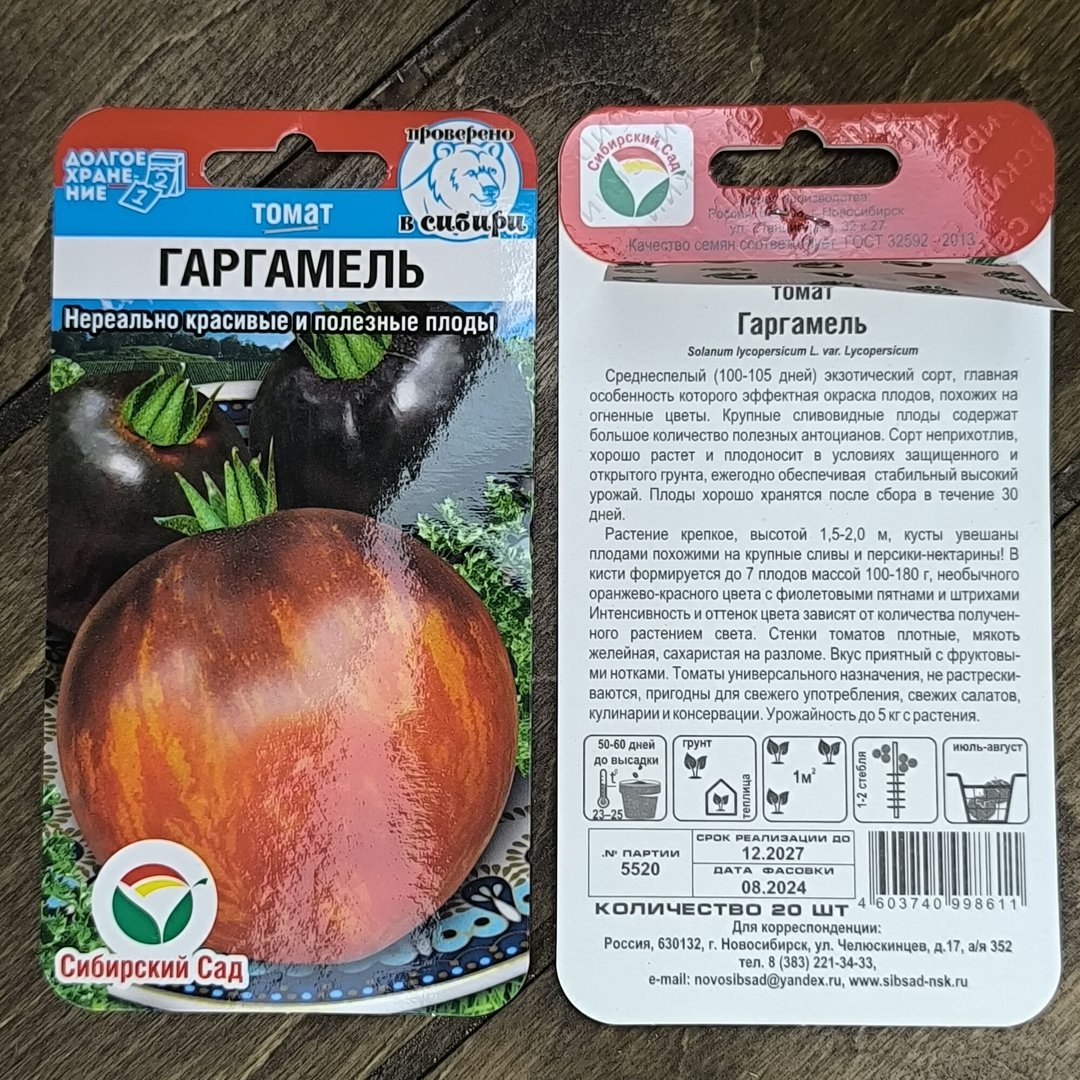 ДОЛГОЕ
ХРАНЕ-
НИЕ
1 2
проверено
в сибири
томат
ГАРГАМЕЛЬ
Нереально красивые и полезные плоды
Сибирский Сад
Сибирский Сад
производства:
Новосибирск
32 к.27
Качество семян ГОСТ 32592 - 2013
томат
Гаргамель
Solanum lycopersicum L. var. Lycopersicum
Среднеспелый (100-105 дней) экзотический сорт, главная
особенность которого эффектная окраска плодов, похожих на
огненные цветы. Крупные сливовидные плоды содержат
большое количество полезных антоцианов. Сорт неприхотлив,
хорошо растет и плодоносит в условиях защищенного и
открытого грунта, ежегодно обеспечивая стабильный высокий
урожай. Плоды хорошо хранятся после сбора в течение 30
дней.
Растение крепкое, высотой 1,5-2,0 м, кусты увешаны
плодами похожими на крупные сливы и персики-нектарины! В
кисти формируется до 7 плодов массой 100-180 г, необычного
оранжево-красного цвета с фиолетовыми пятнами и штрихами
Интенсивность и оттенок цвета зависят от количества получен-
ного растением света. Стенки томатов плотные, мякоть
желейная, сахаристая на разломе. Вкус приятный с фруктовы-
ми нотками. Томаты универсального назначения, не растрески-
ваются, пригодны для свежего употребления, свежих салатов,
кулинарии и консервации. Урожайность до 5 кг с растения.
50-60 дней
до высадки
t°
23–25
грунт
теплица
1м²
1-2 стебля
июль-август
№ ПАРТИИ
5520
СРОК РЕАЛИЗАЦИИ ДО
12.2027
ДАТА ФАСОВКИ
08.2024
4 603740 998611
КОЛИЧЕСТВО 20 ШТ
Для корреспонденции:
Россия, 630132, г. Новосибирск, ул. Челюскинцев, д.17, а/я 352
тел. 8 (383) 221-34-33,
e-mail: novosibsad@yandex.ru, www.sibsad-nsk.ru